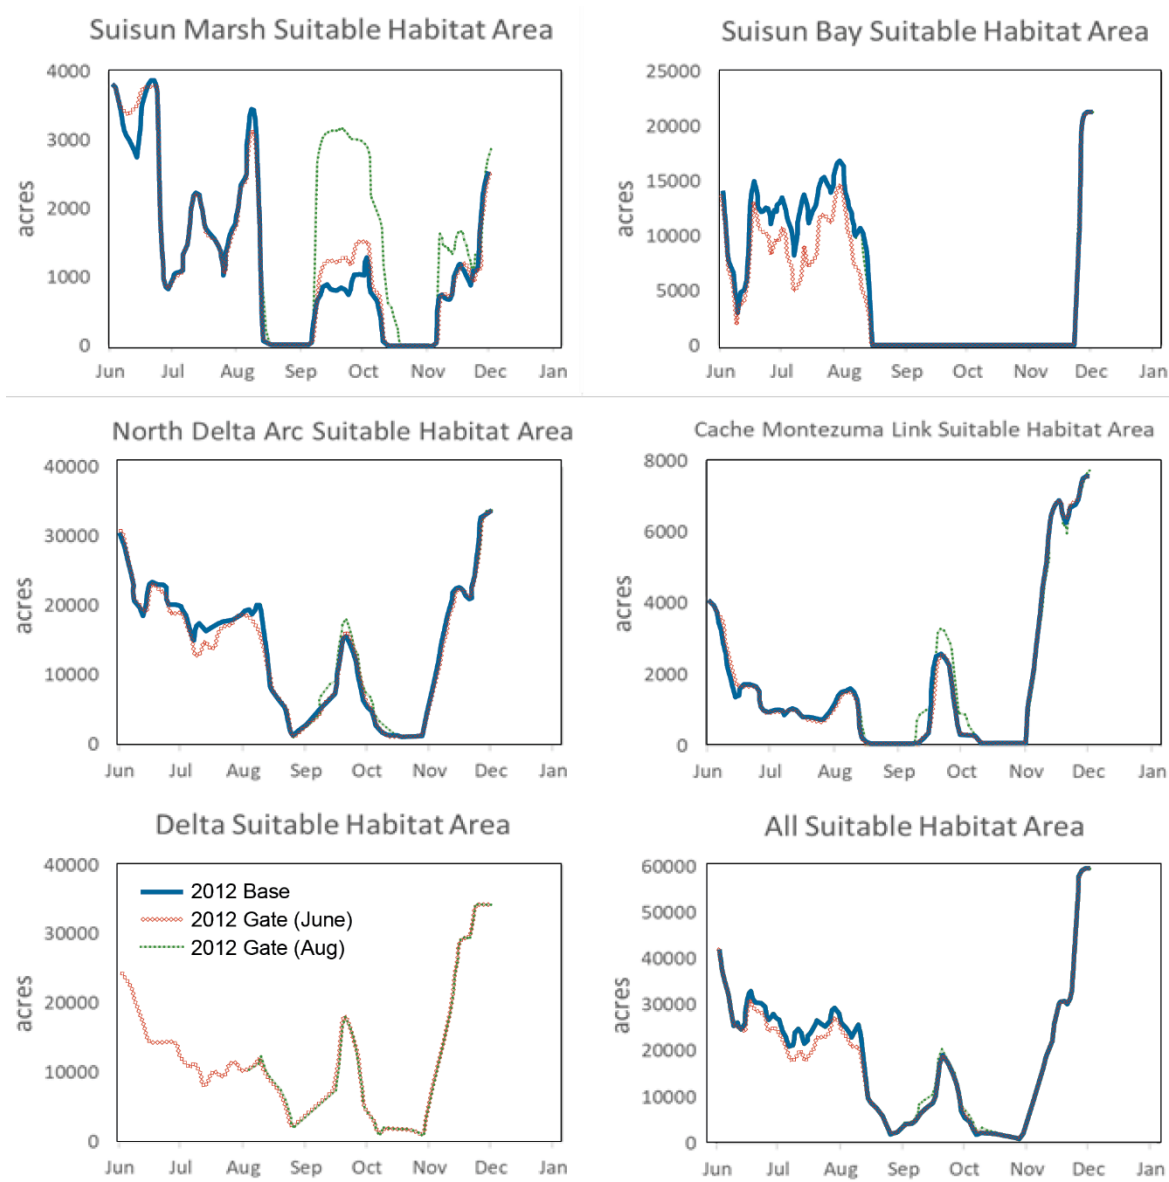 Suisun Marsh Suitable Habitat Area
4000
3000
2000
1000
0
acres
Jun Jul Aug Sep Oct Nov Dec Jan
Suisun Bay Suitable Habitat Area
25000
20000
15000
10000
5000
0
acres
Jun Jul Aug Sep Oct Nov Dec Jan
North Delta Arc Suitable Habitat Area
40000
30000
20000
10000
0
acres
Jun Jul Aug Sep Oct Nov Dec Jan
Cache Montezuma Link Suitable Habitat Area
8000
6000
4000
2000
0
acres
Jun Jul Aug Sep Oct Nov Dec Jan
Delta Suitable Habitat Area
40000
30000
20000
10000
0
acres
2012 Base
2012 Gate (June)
2012 Gate (Aug)
Jun Jul Aug Sep Oct Nov Dec Jan
All Suitable Habitat Area
60000
50000
40000
30000
20000
10000
0
acres
Jun Jul Aug Sep Oct Nov Dec Jan